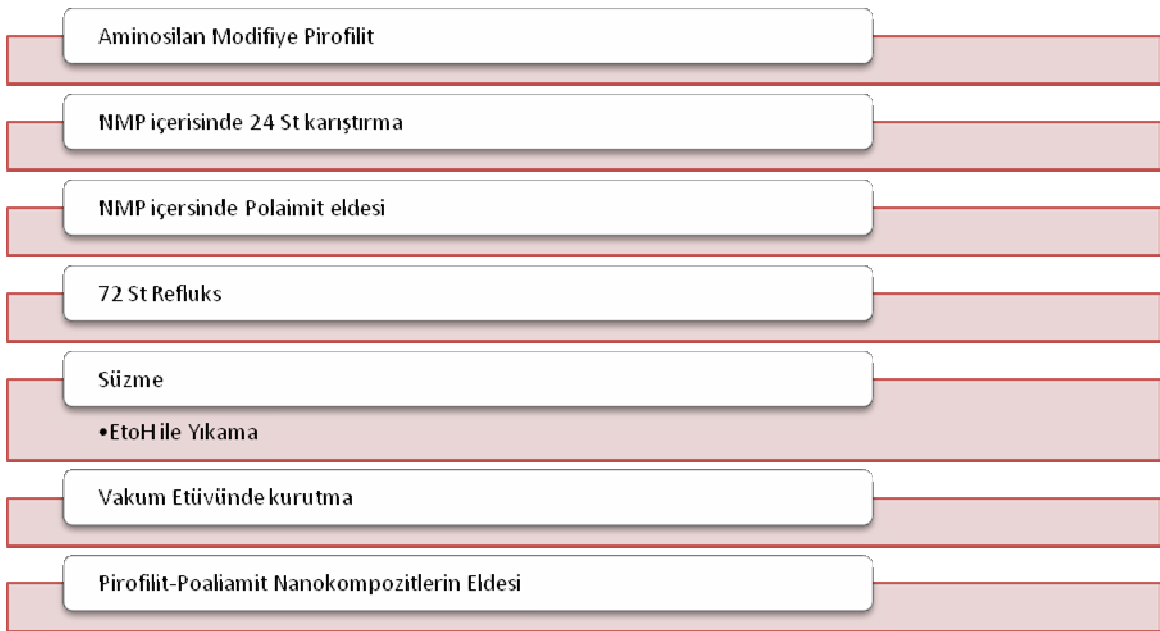 Aminosilan Modifiye Pirofilit
NMP içerisinde 24 St karıştırma
NMP içersinde Polaimit eldesi
72 St Refluks
Süzme
•EtoH ile Yıkama
Vakum Etüvünde kurutma
Pirofilit-Poaliamit Nanokompozitlerin Eldesi